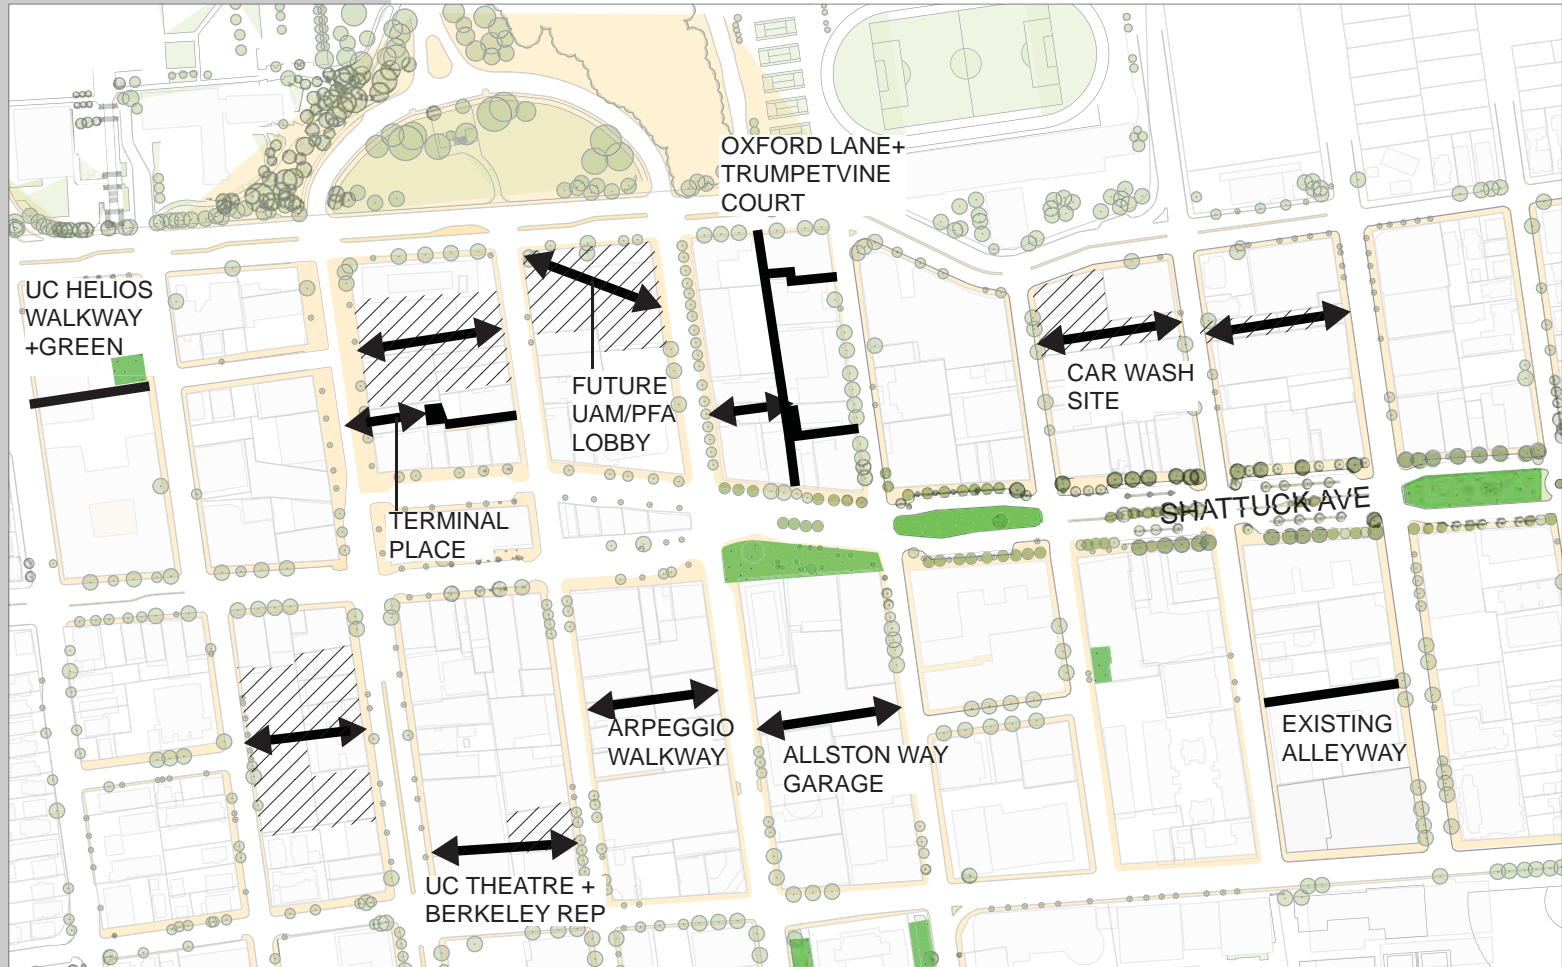 OXFORD LANE+
TRUMPETVINE
COURT
UC HELIOS
WALKWAY
+GREEN
FUTURE
UAM/PFA
LOBBY
CAR WASH
SITE
TERMINAL
PLACE
SHATTUCK AVE
ARPEGGIO
WALKWAY
ALLSTON WAY
GARAGE
EXISTING
ALLEYWAY
UC THEATRE +
BERKELEY REP